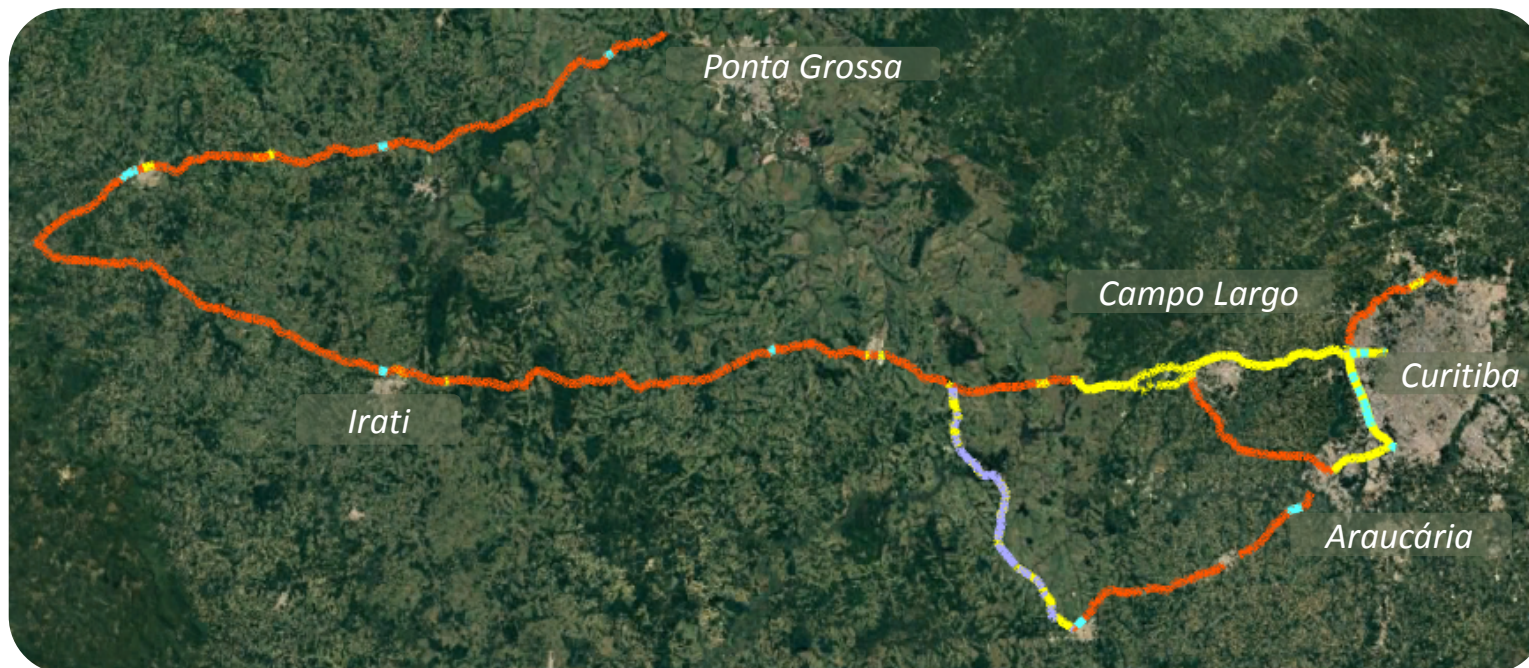 Ponta Grossa
Campo Largo
Curitiba
Irati
Araucária